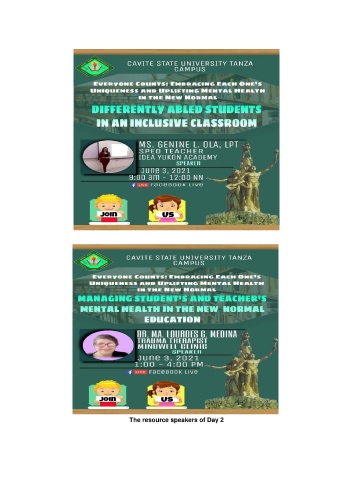 CAVITE STATE UNIVERSITY TANZA
CAMPUS
Everyone Counts: Embracing Each One's
Uniqueness and Uplifting Mental Health
in the New Normal
DIFFERENTLY ABLED STUDENTS
IN AN INCLUSIVE CLASSROOM
MS. GENINE L. OLA, LPT
SPED TEACHER
IDEA YUKON ACADEMY
SPEAKER
June 3, 2021
9:00 am - 12:00 NN
LIVE Facebook Live
JOIN US
CAVITE STATE UNIVERSITY TANZA
CAMPUS
Everyone Counts: Embracing Each One's
Uniqueness and Uplifting Mental Health
in the New Normal
MANAGING STUDENT'S AND TEACHER'S
MENTAL HEALTH IN THE NEW NORMAL
EDUCATION
DR. MA. LOURDES G. MEDINA
TRAUMA THERAPIST
MINDWELL CLINIC
SPEAKER
June 3, 2021
1:00 - 4:00 PM
LIVE Facebook Live
JOIN US
The resource speakers of Day 2